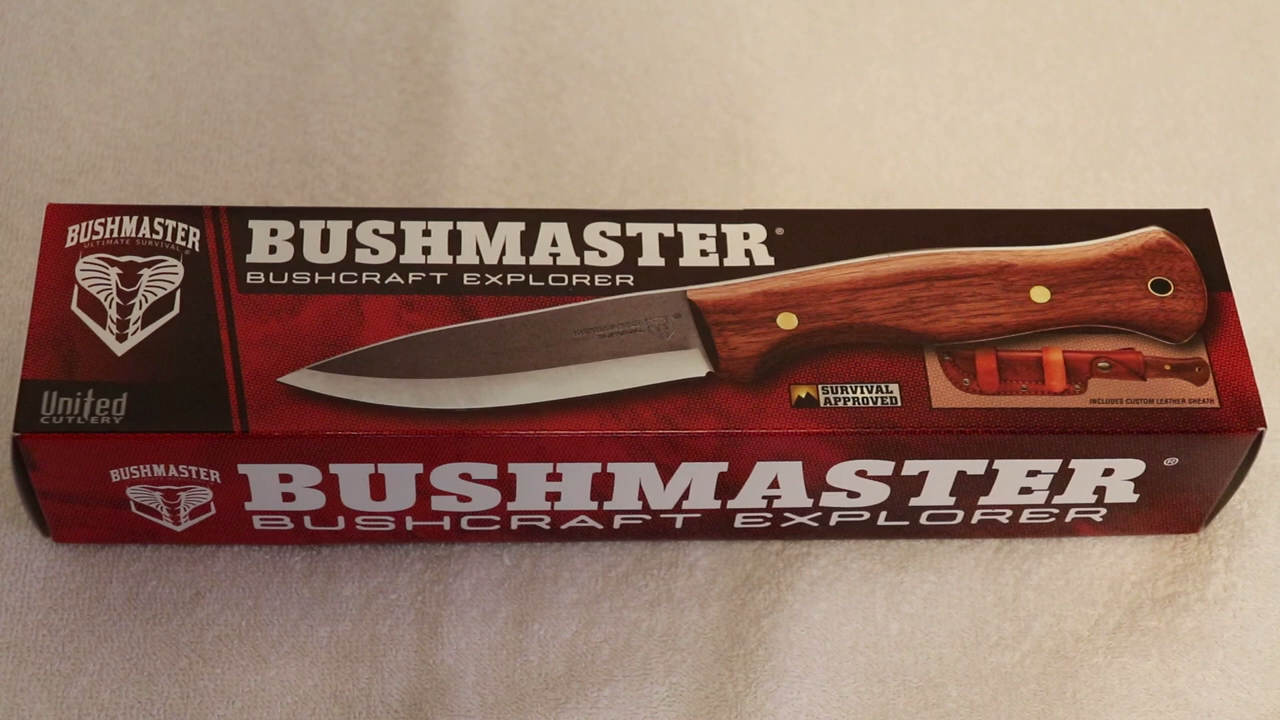 BUSHMASTER
ULTIMATE SURVIVAL
BUSHMASTER®
BUSHCRAFT EXPLORER
United
CUTLERY
SURVIVAL
APPROVED
INCLUDES CUSTOM LEATHER SHEATH
BUSHMASTER
BUSHMASTER®
BUSHCRAFT EXPLORER